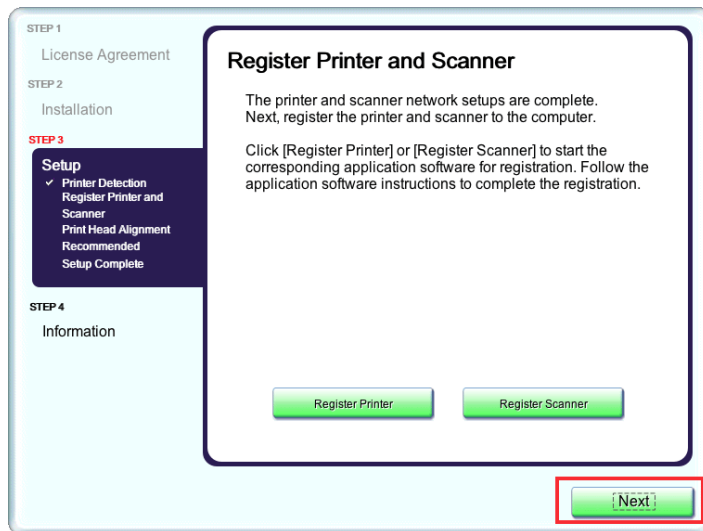 STEP 1
License Agreement
STEP 2
Installation
STEP 3
Setup
✓ Printer Detection
Register Printer and
Scanner
Print Head Alignment
Recommended
Setup Complete
STEP 4
Information
Register Printer and Scanner
The printer and scanner network setups are complete.
Next, register the printer and scanner to the computer.
Click [Register Printer] or [Register Scanner] to start the
corresponding application software for registration. Follow the
application software instructions to complete the registration.
Register Printer
Register Scanner
Next